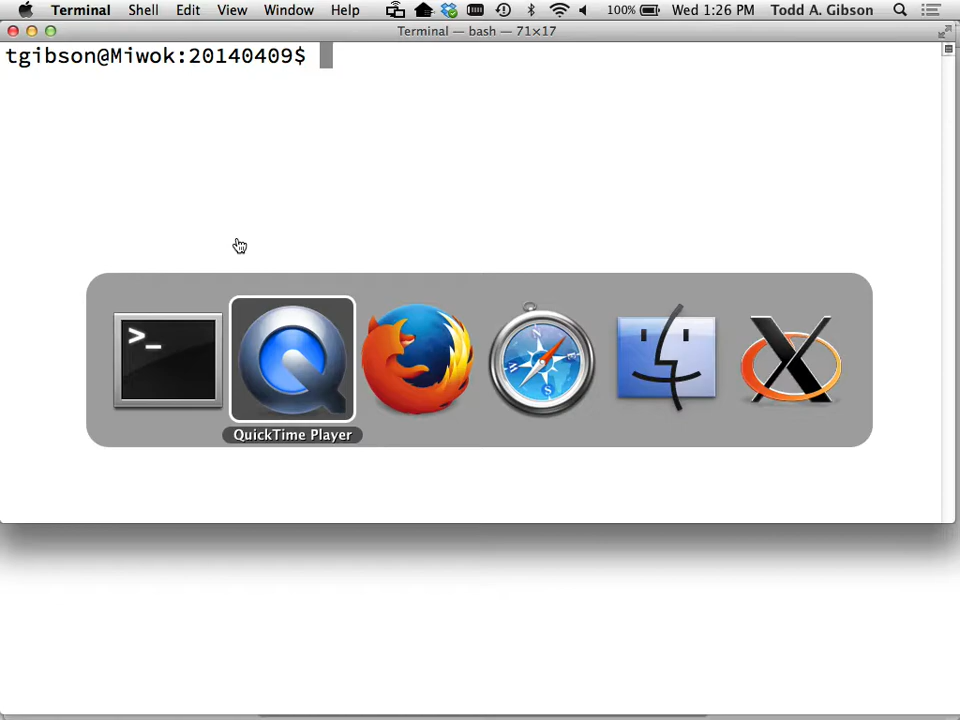 Terminal Shell Edit View Window Help 100% Wed 1:26 PM Todd A. Gibson
Terminal — bash — 71×17
tgibson@Miwok:20140409$
>_
N
S
QuickTime Player